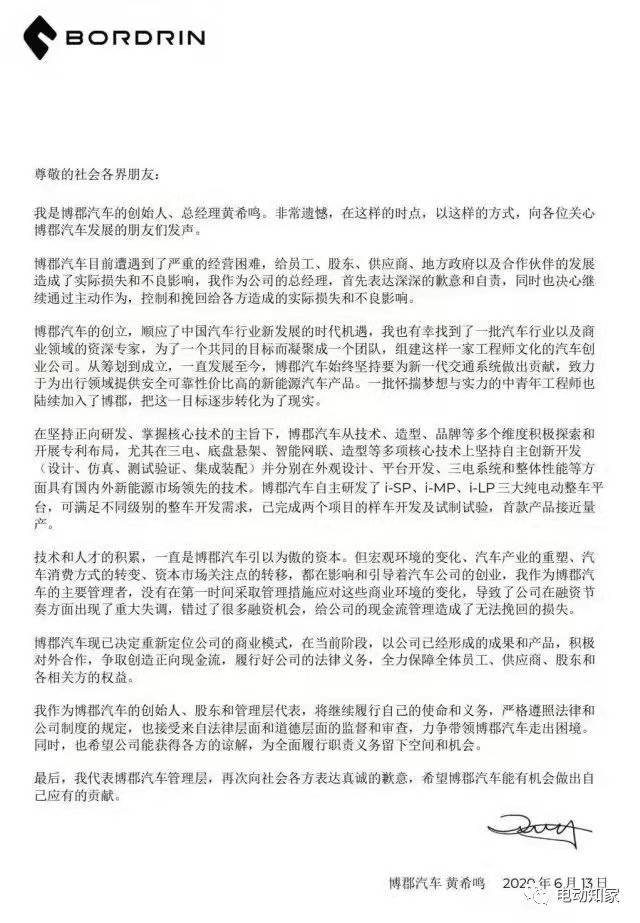 BORDRIN
尊敬的社会各界朋友：
我是博郡汽车的创始人、总经理黄希鸣。非常遗憾，在这样的时点，以这样的方式，向各位关心
博郡汽车发展的朋友们发声。
博郡汽车目前遭遇到了严重的经营困难，给员工、股东、供应商、地方政府以及合作伙伴的发展
造成了实际损失和不良影响，我作为公司的总经理，首先表达深深的歉意和自责，同时也决心继
续通过主动作为，控制和挽回给各方造成的实际损失和不良影响。
博郡汽车的创立，顺应了中国汽车行业新发展的时代机遇，我也有幸找到了一批汽车行业以及商
业领域的资深专家，为了一个共同的目标而凝聚成一个团队，组建这样一家工程师文化的汽车创
业公司。从筹划到成立，一直发展至今，博郡汽车始终坚持要为新一代交通系统做出贡献，致力
于为出行领域提供安全可靠性价比高的新能源汽车产品。一批怀揣梦想与实力的中青年工程师也
陆续加入了博郡，把这一目标逐步转化为了现实。
在坚持正向研发、掌握核心技术的主旨下，博郡汽车从技术、造型、品牌等多个维度积极探索和
开展专利布局，尤其在三电、底盘悬架、智能网联、造型等多项核心技术上坚持自主创新开发
（设计、仿真、测试验证、集成装配）并分别在外观设计、平台开发、三电系统和整体性能等方
面具有国内外新能源市场领先的技术。博郡汽车自主研发了 i-SP、i-MP、i-LP 三大纯电动整车平
台，可满足不同级别的整车开发需求，已完成两个项目的样车开发及试制试验，首款产品接近量
产。
技术和人才的积累，一直是博郡汽车引以为傲的资本。但宏观环境的变化、汽车产业的重塑、汽
车消费方式的转变、资本市场关注点的转移，都在影响和引导着汽车公司的创业，我作为博郡汽
车的主要管理者，没有在第一时间采取管理措施应对这些商业环境的变化，导致了公司在融资节
奏方面出现了重大失调，错过了很多融资机会，给公司的现金流管理造成了无法挽回的损失。
博郡汽车现已决定重新定位公司的商业模式，在当前阶段，以公司已经形成的成果和产品，积极
对外合作，争取创造正向现金流，履行好公司的法律义务，全力保障全体员工、供应商、股东和
各相关方的权益。
我作为博郡汽车的创始人、股东和管理层代表，将继续履行自己的使命和义务，严格遵照法律和
公司制度的规定，也接受来自法律层面和道德层面的监督和审查，力争带领博郡汽车走出困境。
同时，也希望公司能获得各方的谅解，为全面履行职责义务留下空间和机会。
最后，我代表博郡汽车管理层，再次向社会各方表达真诚的歉意，希望博郡汽车能有机会做出自
己应有的贡献。
博郡汽车 黄希鸣 2020 年 6 月 13 日
电动知家